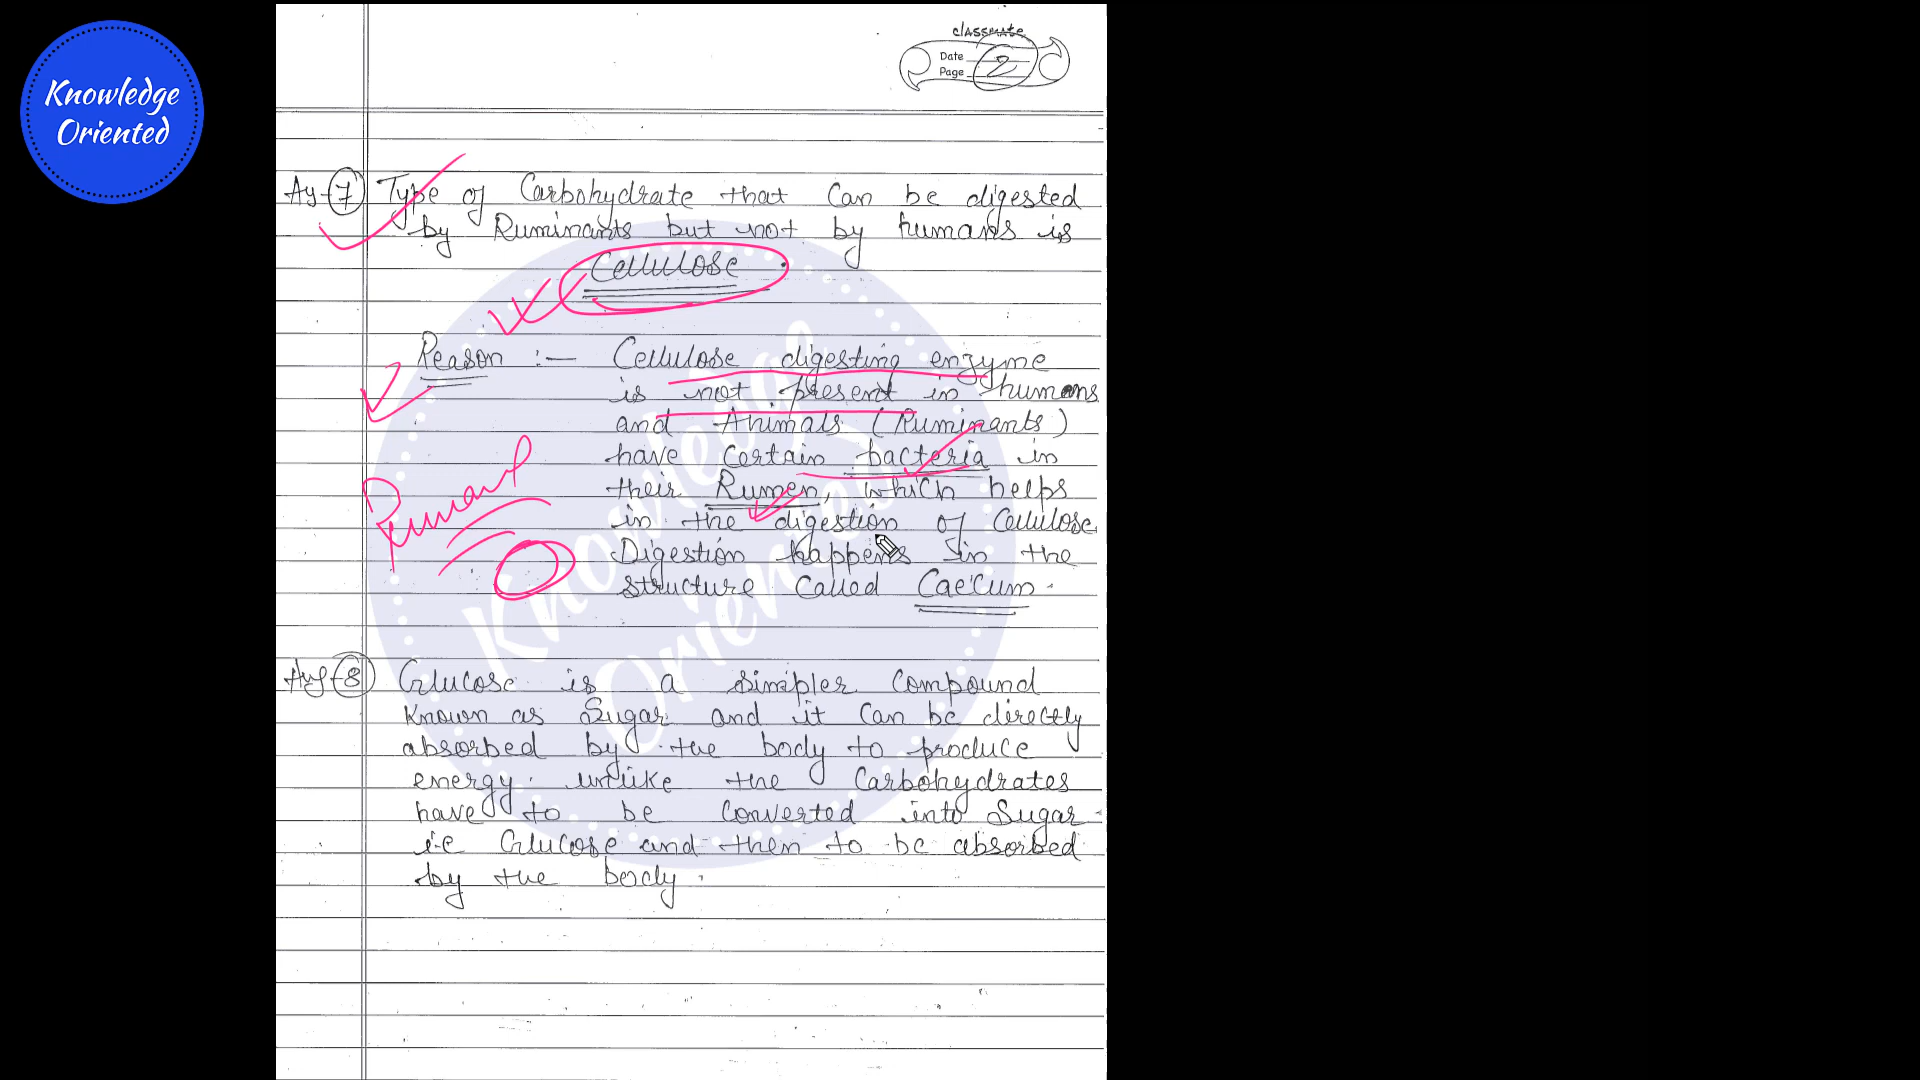 Knowledge
Oriented
classmate
Date
Page 2
Ans-7 Type of Carbohydrate that can be digested
by Ruminants but not by humans is
Cellulose.
Reason :- Cellulose digesting enzyme
is not present in humans
and Animals (Ruminants)
have certain bacteria in
their Rumen, which helps
in the digestion of Cellulose
Digestion happens in the
structure called Caecum.
Ans-8 Glucose is a simpler compound
known as Sugar and it can be directly
absorbed by the body to produce
energy. unlike the Carbohydrates
have to be converted into Sugar
i.e Glucose and then to be absorbed
by the body.
Knowledge
Oriented